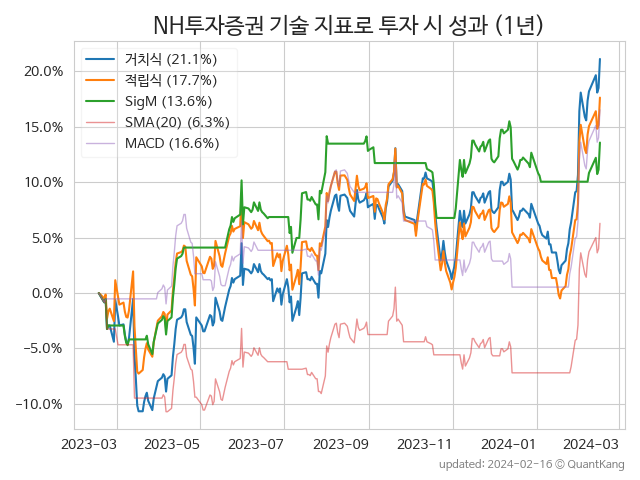 NH투자증권 기술 지표로 투자 시 성과 (1년)
거치식 (21.1%)
적립식 (17.7%)
SigM (13.6%)
SMA(20) (6.3%)
MACD (16.6%)
20.0%
15.0%
10.0%
5.0%
0.0%
−5.0%
−10.0%
2023-03 2023-05 2023-07 2023-09 2023-11 2024-01 2024-03
updated: 2024-02-16 © QuantKang